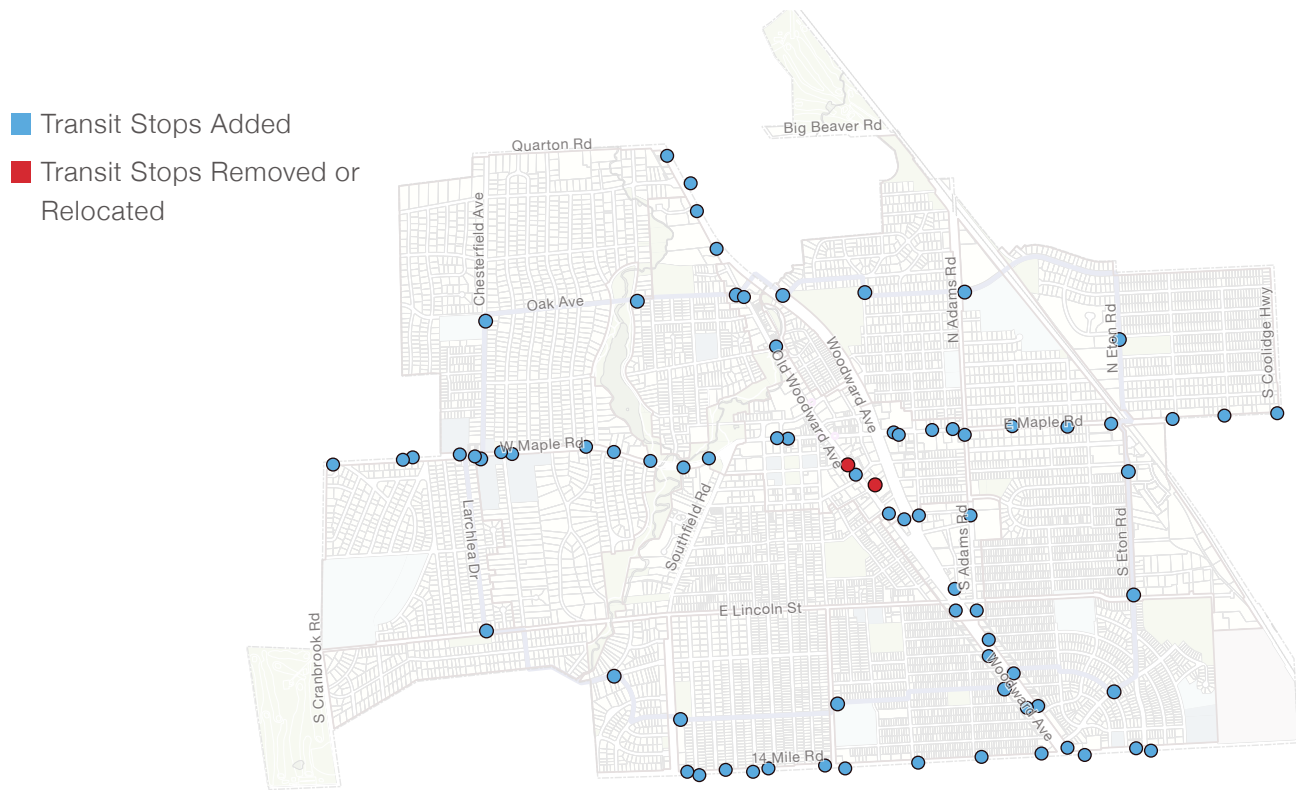 Transit Stops Added
Transit Stops Removed or
Relocated
Quarton Rd
Big Beaver Rd
Chesterfield Ave
Oak Ave
N Adams Rd
N Eton Rd
S Coolidge Hwy
Woodward Ave
Old Woodward Ave
E Maple Rd
W Maple Rd
Larchlea Dr
Southfield Rd
S Adams Rd
S Eton Rd
E Lincoln St
S Cranbrook Rd
Woodward Ave
14 Mile Rd